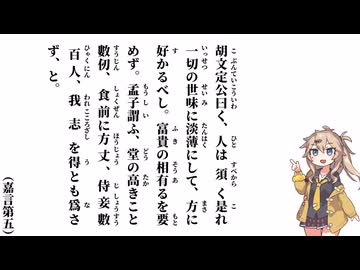 胡文定公曰く、人は須く是れ
一切の世味に淡薄にして、方に
好かるべし。富貴の相有るを要
めず。孟子謂ふ、堂の高きこと
數仞、食前に方丈、侍妾數
百人、我志を得とも爲さ
ず、と。
(嘉言第五)